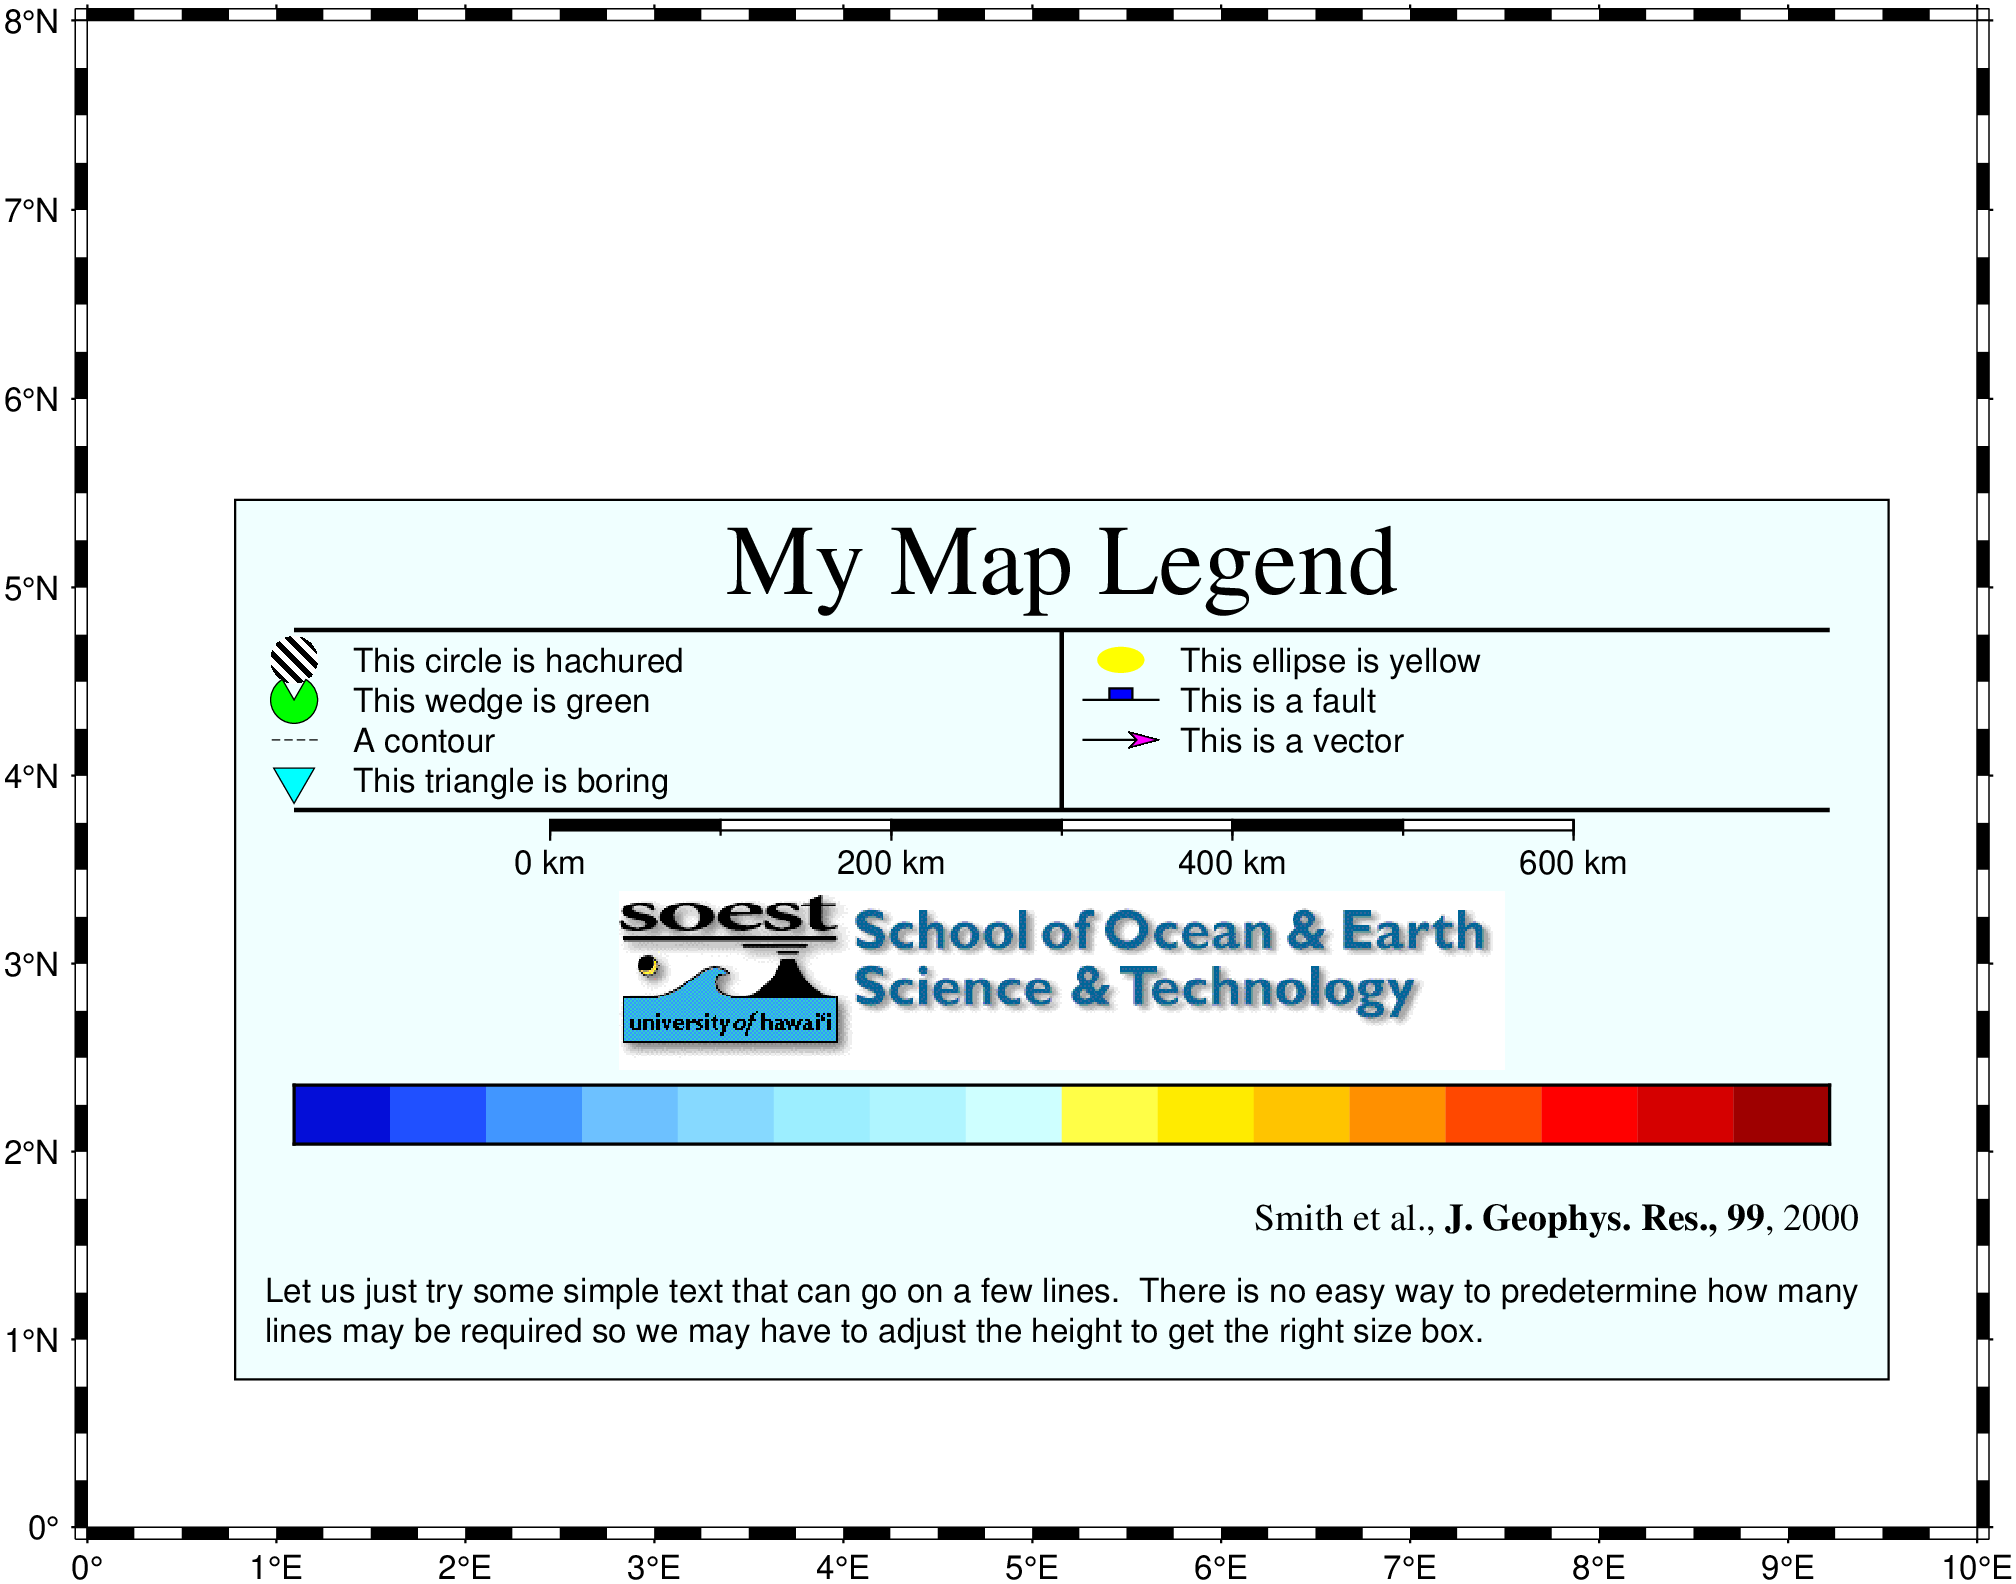 8°N
7°N
6°N
5°N
4°N
3°N
2°N
1°N
0°
My Map Legend
This circle is hachured
This wedge is green
A contour
This triangle is boring
This ellipse is yellow
This is a fault
This is a vector
0 km 200 km 400 km 600 km
soest
university of hawai'i
School of Ocean & Earth
Science & Technology
Smith et al., J. Geophys. Res., 99, 2000
Let us just try some simple text that can go on a few lines.  There is no easy way to predetermine how many
lines may be required so we may have to adjust the height to get the right size box.
0° 1°E 2°E 3°E 4°E 5°E 6°E 7°E 8°E 9°E 10°E